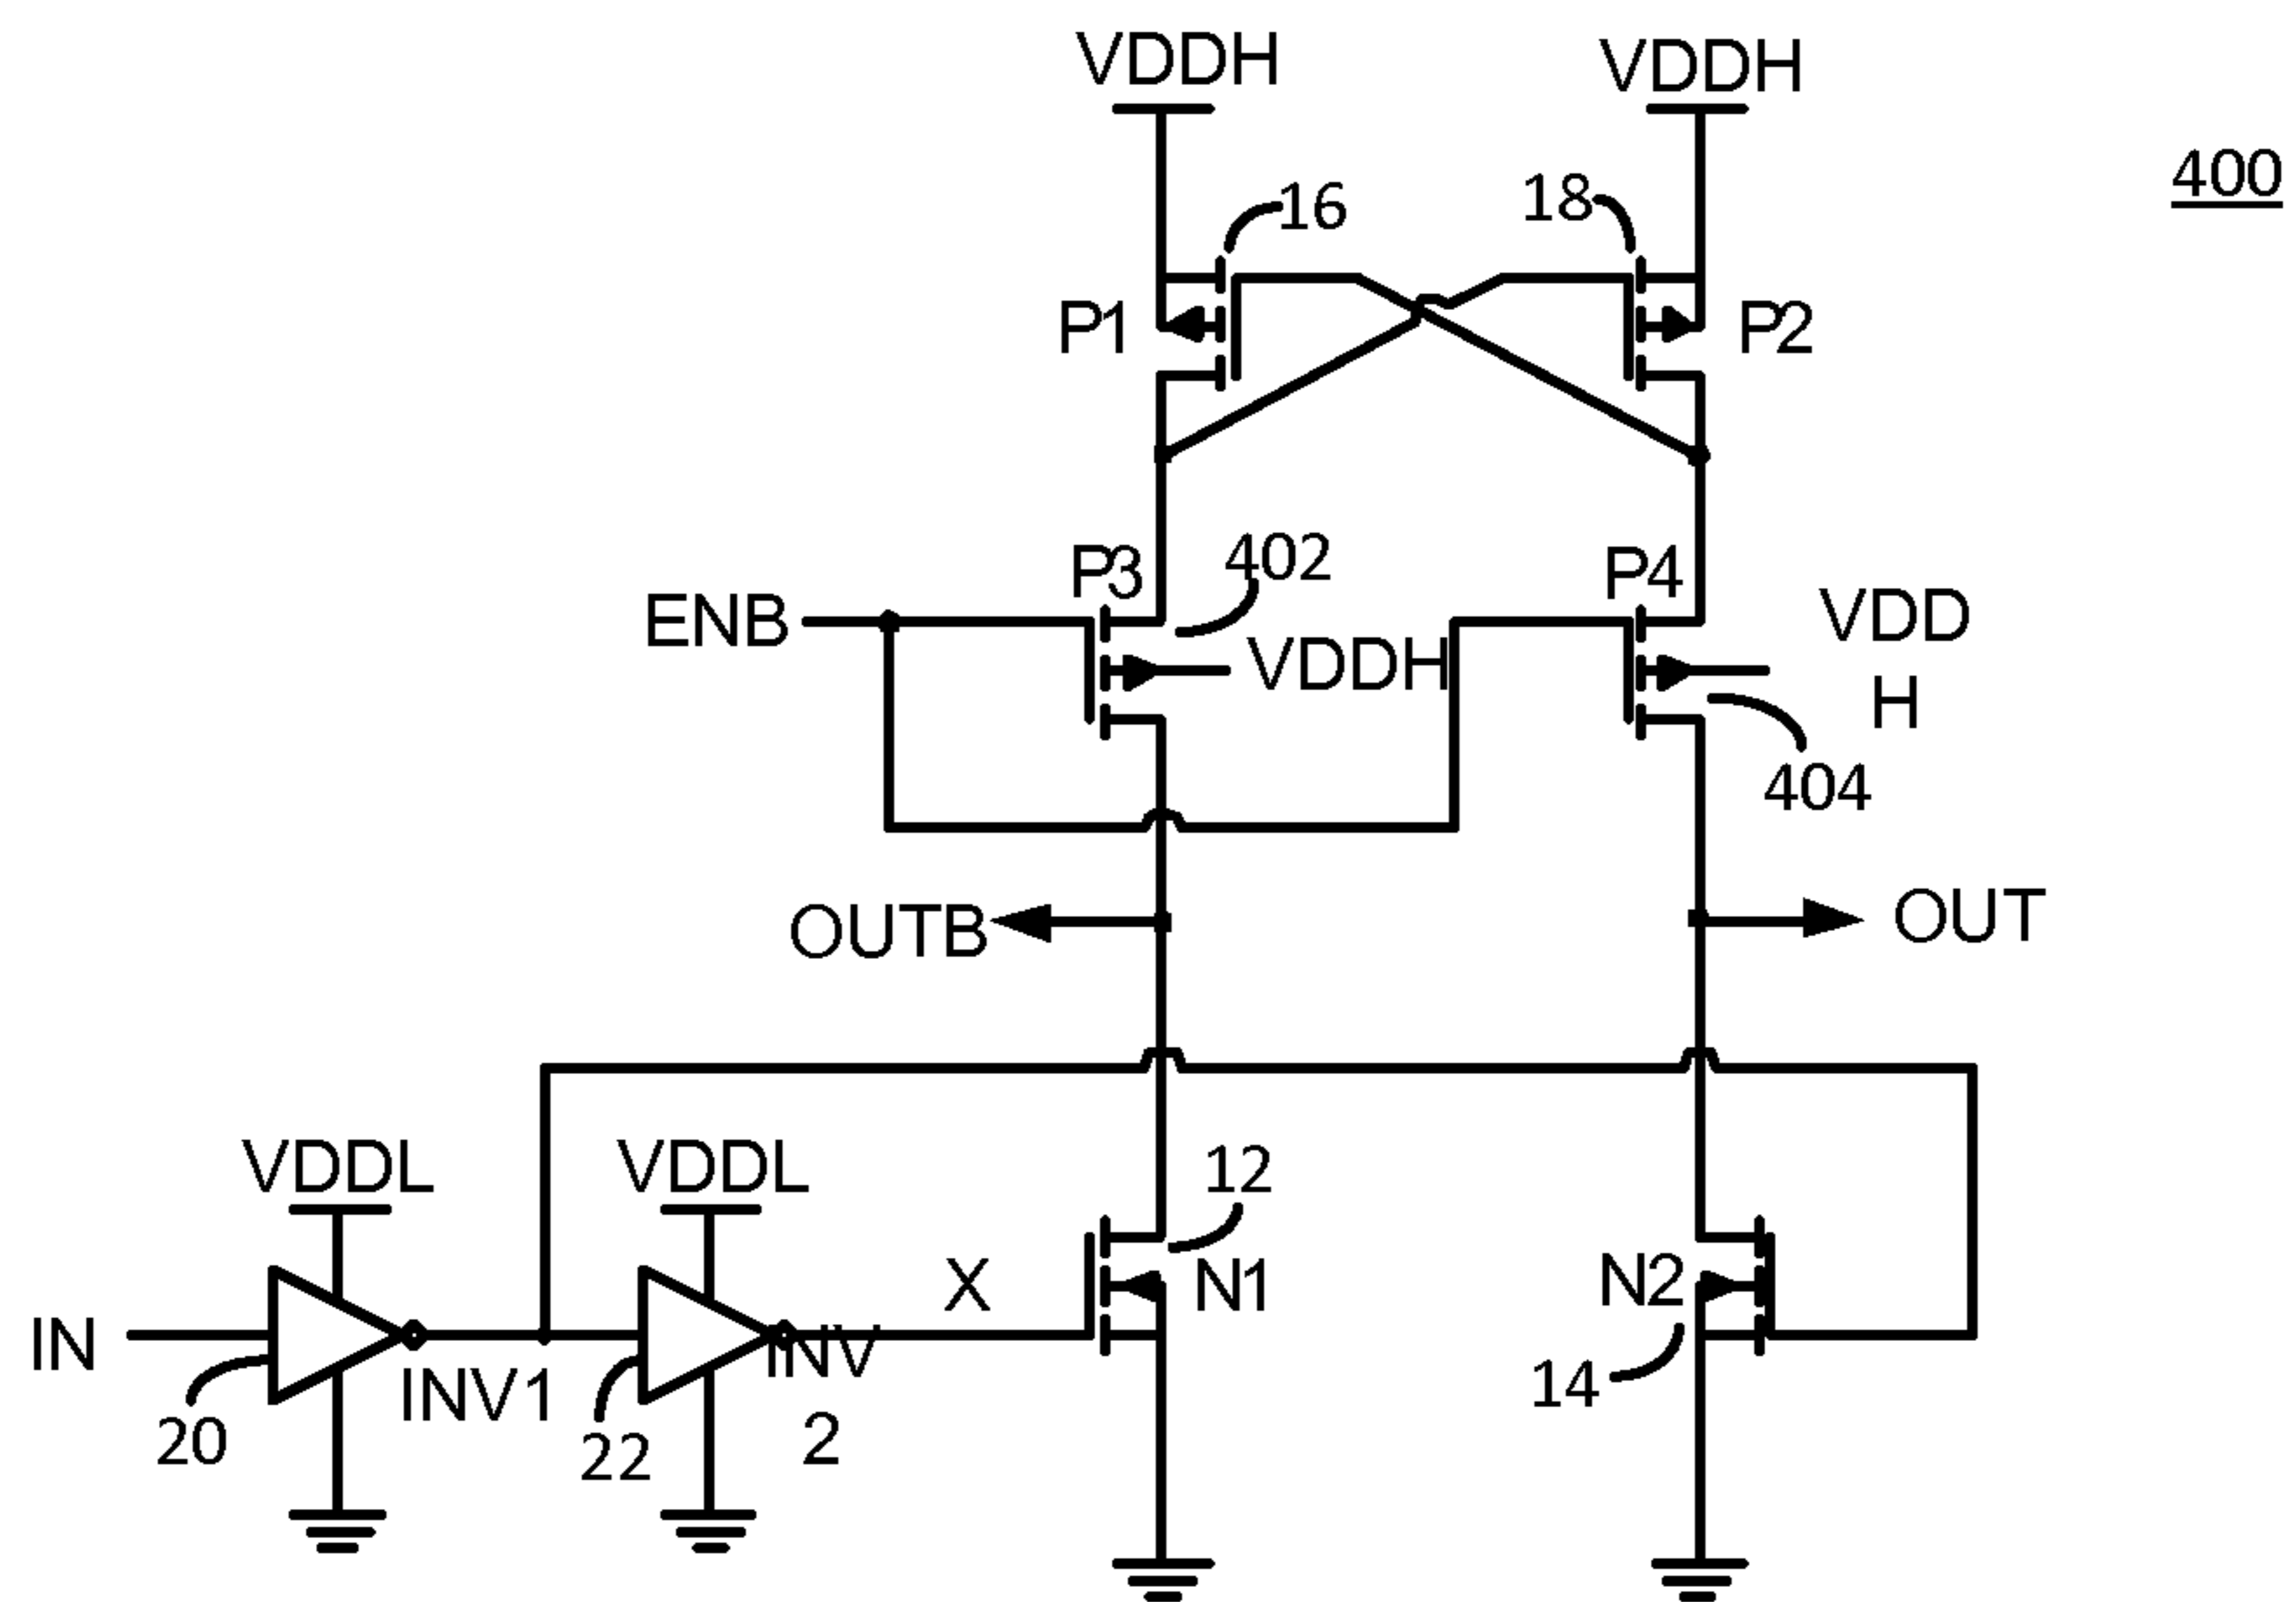 VDDH
VDDH
400
16
18
P1
P2
P3
402
P4
VDD
H
ENB
VDDH
404
OUTB
OUT
VDDL
VDDL
12
X
N1
N2
IN
INV1
INV
2
14
20
22